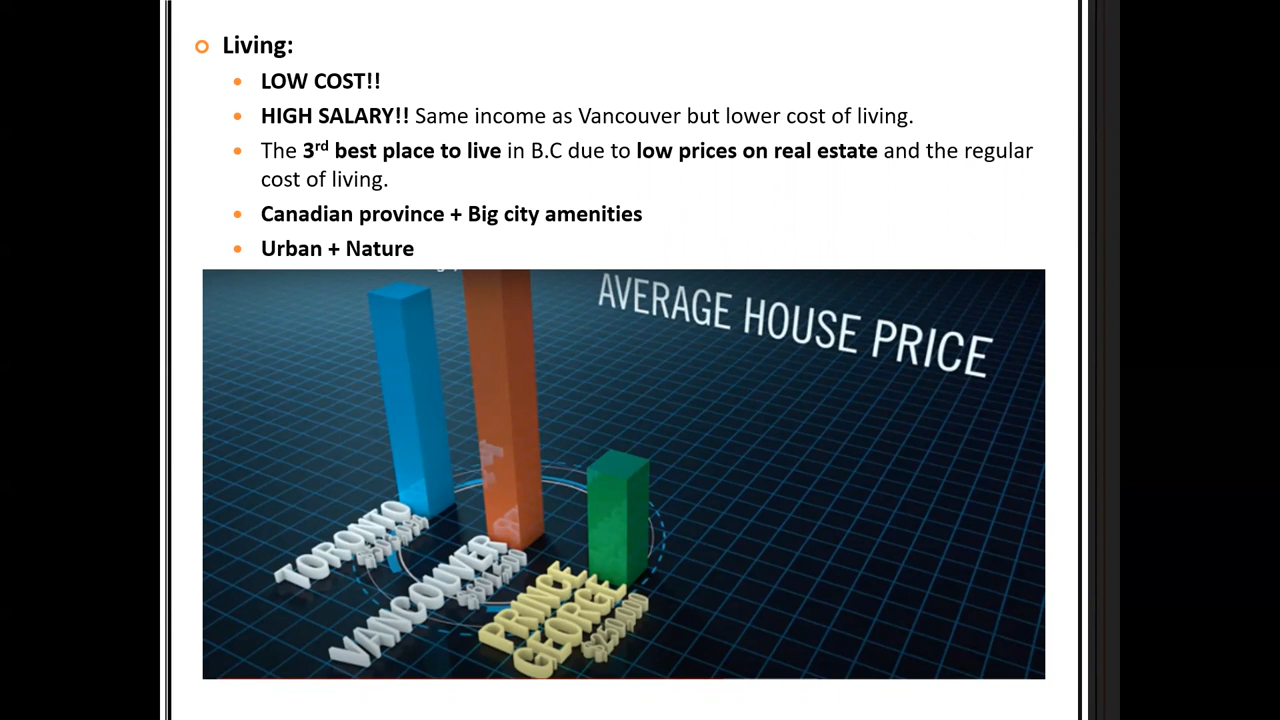 Living:
LOW COST!!
HIGH SALARY!! Same income as Vancouver but lower cost of living.
The 3rd best place to live in B.C due to low prices on real estate and the regular
cost of living.
Canadian province + Big city amenities
Urban + Nature
AVERAGE HOUSE PRICE
TORONTO
VANCOUVER
PRINCE
GEORGE